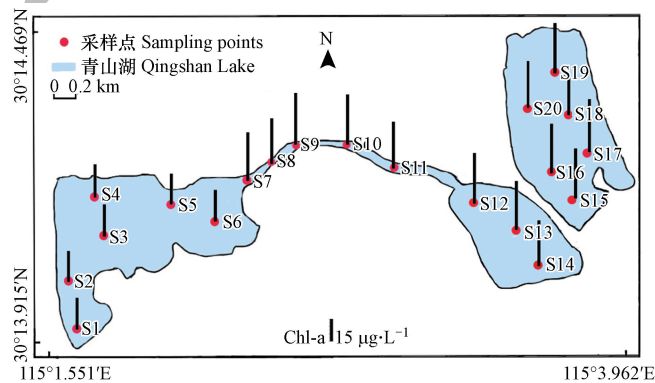 30°14.469′N
采样点 Sampling points
青山湖 Qingshan Lake
0 0.2 km
N
S19
S20
S18
S9
S10
S8
S17
S11
S7
S16
S4
S5
S15
S12
S6
S3
S13
S14
S2
S1
Chl-a 15 μg·L⁻¹
30°13.915′N
115°1.551′E
115°3.962′E